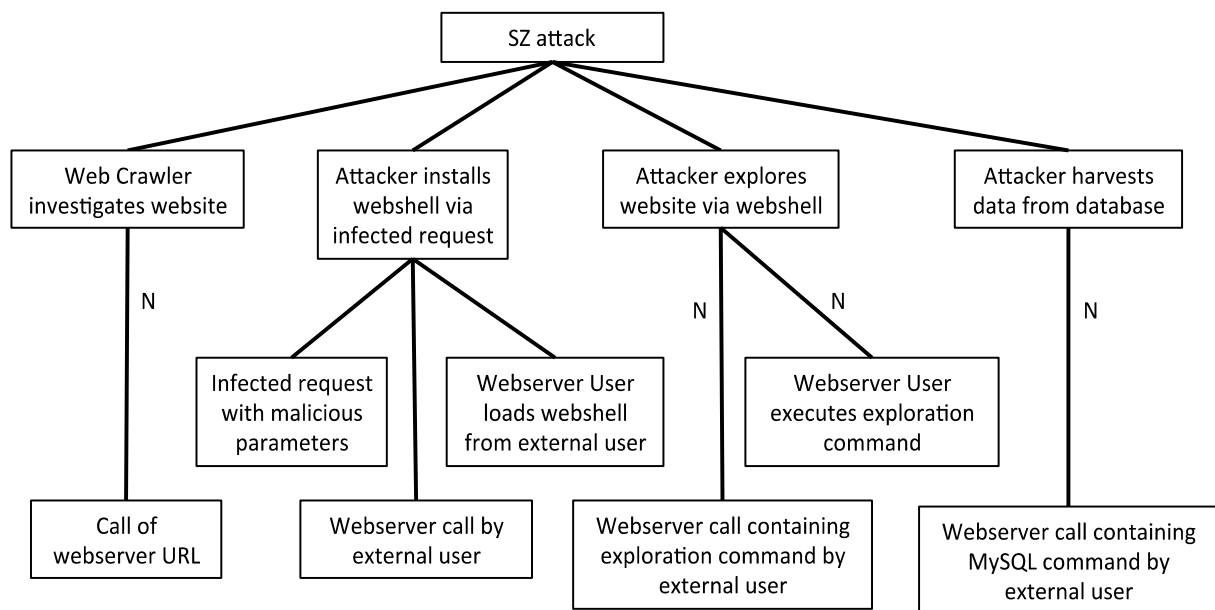 SZ attack
Web Crawler
investigates website
Attacker installs
webshell via
infected request
Attacker explores
website via webshell
Attacker harvests
data from database
N
N
N
N
Infected request
with malicious
parameters
Webserver User
loads webshell
from external user
Webserver User
executes exploration
command
Call of
webserver URL
Webserver call by
external user
Webserver call containing
exploration command by
external user
Webserver call containing
MySQL command by
external user